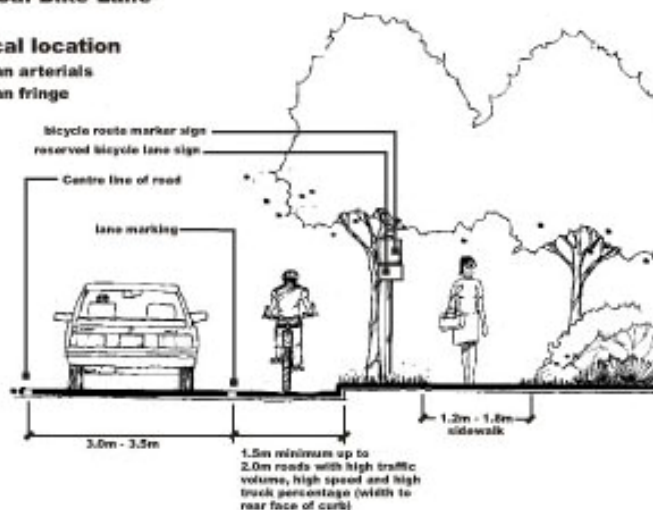 Bike Lane
cal location
an arterials
an fringe
bicycle route marker sign
reserved bicycle lane sign
Centre line of road
lane marking
3.0m - 3.5m
1.5m minimum up to
2.0m roads with high traffic
volume, high speed and high
truck percentage (width to
rear face of curb)
1.2m - 1.8m
sidewalk